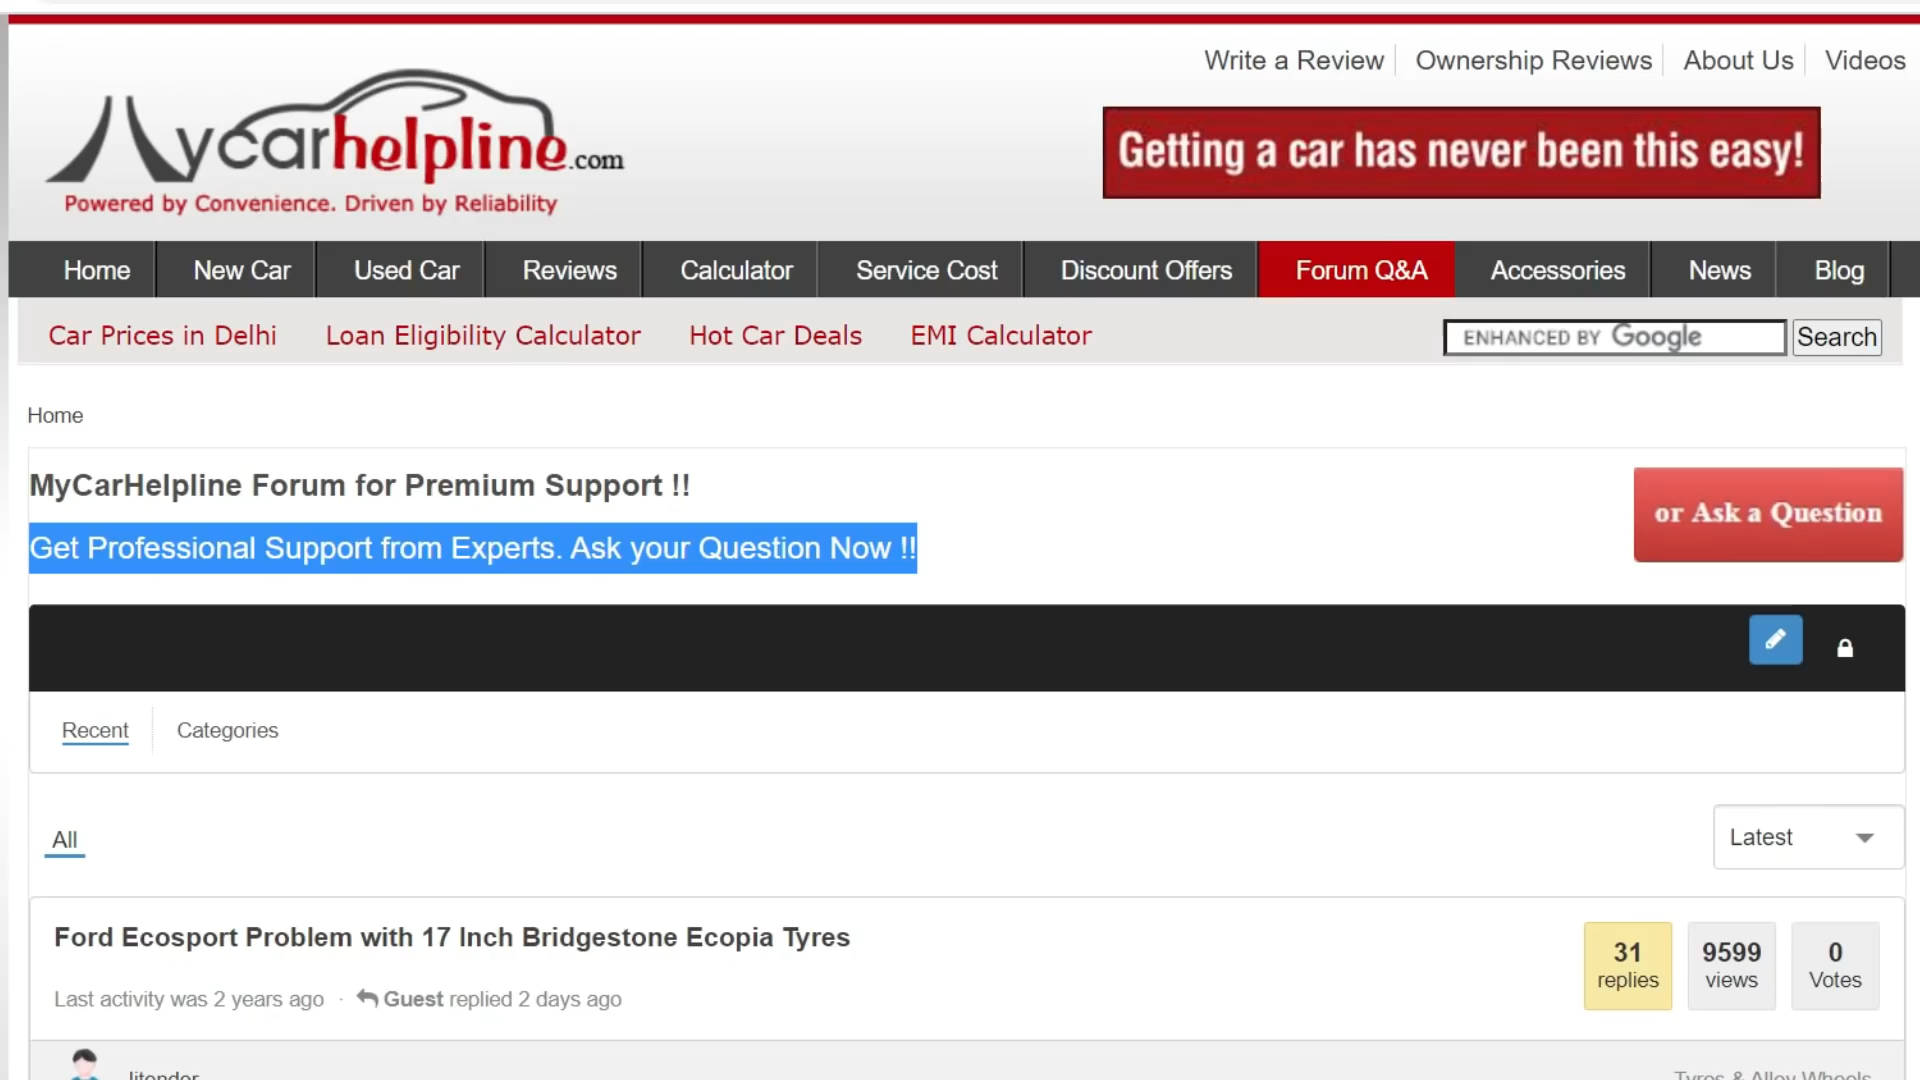 Write a Review Ownership Reviews About Us Videos
Mycarhelpline.com
Powered by Convenience. Driven by Reliability
Getting a car has never been this easy!
Home New Car Used Car Reviews Calculator Service Cost Discount Offers Forum Q&A Accessories News Blog
Car Prices in Delhi Loan Eligibility Calculator Hot Car Deals EMI Calculator ENHANCED BY Google Search
Home
MyCarHelpline Forum for Premium Support !!
or Ask a Question
Get Professional Support from Experts. Ask your Question Now !!
Recent Categories
All
Latest
Ford Ecosport Problem with 17 Inch Bridgestone Ecopia Tyres
31 9599 0
replies views Votes
Last activity was 2 years ago · Guest replied 2 days ago
Tyres & Alloy Wheels